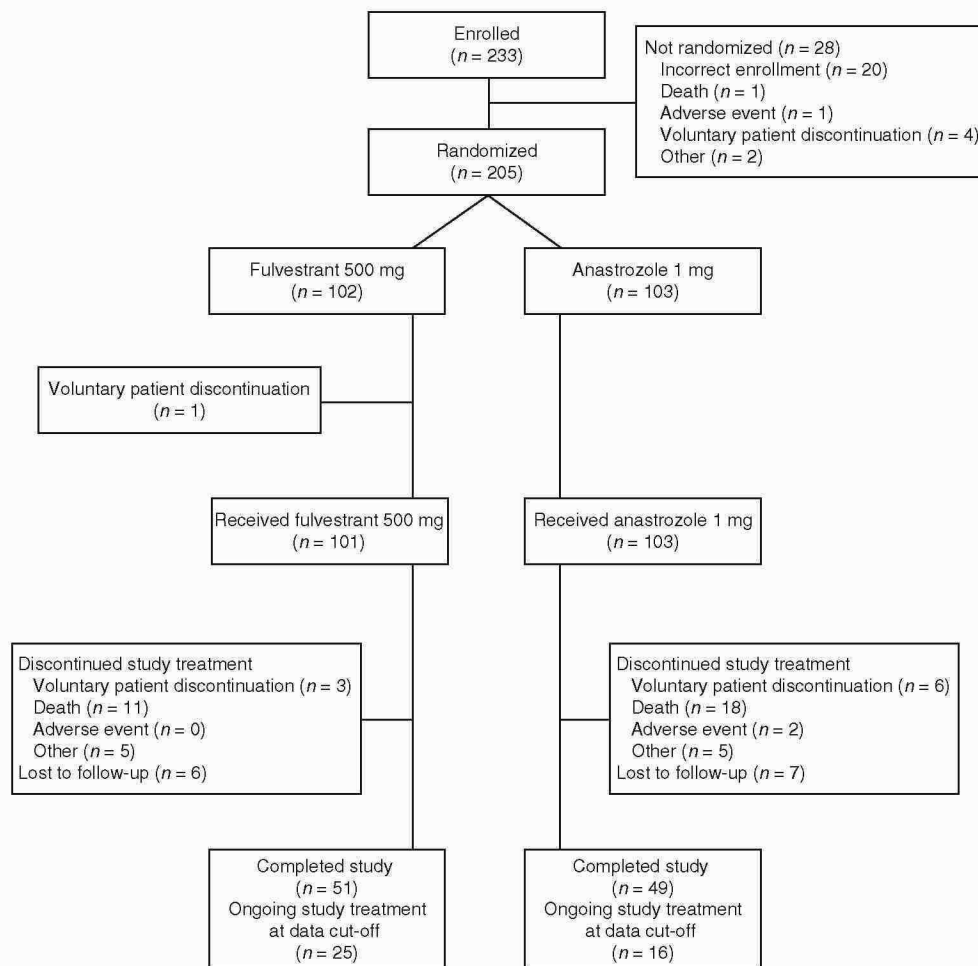 Enrolled
(n = 233)
Not randomized (n = 28)
Incorrect enrollment (n = 20)
Death (n = 1)
Adverse event (n = 1)
Voluntary patient discontinuation (n = 4)
Other (n = 2)
Randomized
(n = 205)
Fulvestrant 500 mg
(n = 102)
Anastrozole 1 mg
(n = 103)
Voluntary patient discontinuation
(n = 1)
Received fulvestrant 500 mg
(n = 101)
Received anastrozole 1 mg
(n = 103)
Discontinued study treatment
Voluntary patient discontinuation (n = 3)
Death (n = 11)
Adverse event (n = 0)
Other (n = 5)
Lost to follow-up (n = 6)
Discontinued study treatment
Voluntary patient discontinuation (n = 6)
Death (n = 18)
Adverse event (n = 2)
Other (n = 5)
Lost to follow-up (n = 7)
Completed study
(n = 51)
Ongoing study treatment
at data cut-off
(n = 25)
Completed study
(n = 49)
Ongoing study treatment
at data cut-off
(n = 16)